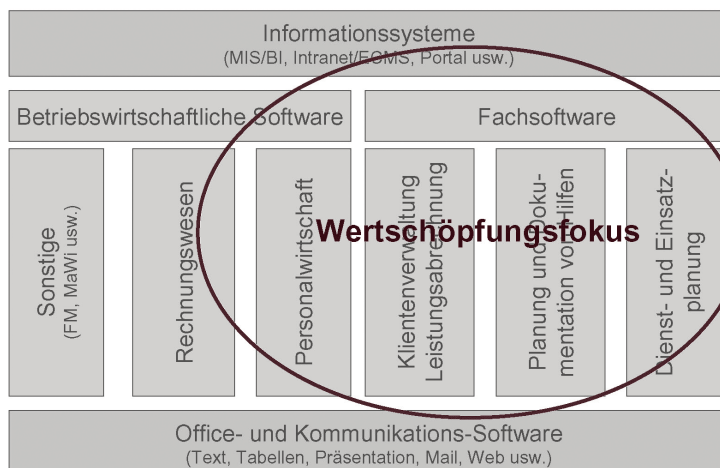 Informationssysteme
(MIS/BI, Intranet/ECMS, Portal usw.)
Betriebswirtschaftliche Software
Fachsoftware
Sonstige
(FM, MaWi usw.)
Rechnungswesen
Personalwirtschaft
Klientenverwaltung
Leistungsabrechnung
Planung und Doku-
mentation von Hilfen
Dienst- und Einsatz-
planung
Wertschöpfungsfokus
Office- und Kommunikations-Software
(Text, Tabellen, Präsentation, Mail, Web usw.)